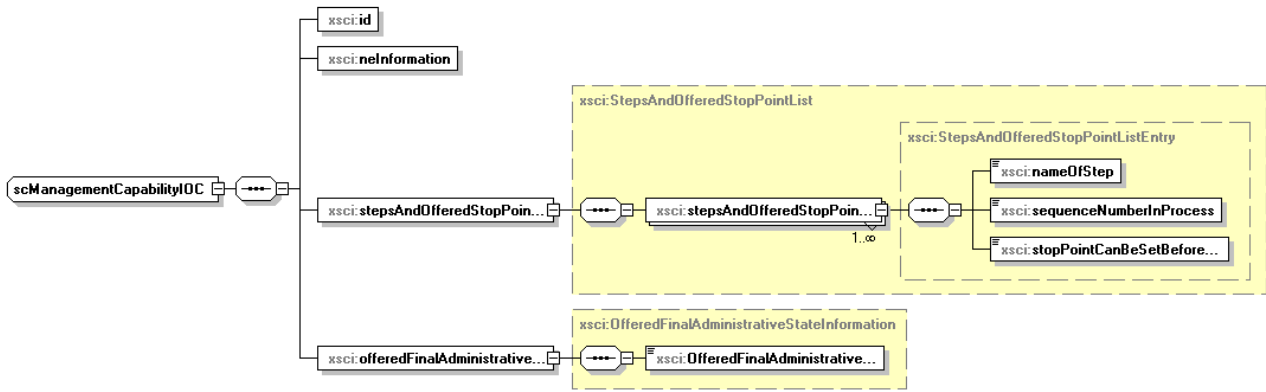 xsci:id
xsci:neInformation
xsci:StepsAndOfferedStopPointList
xsci:StepsAndOfferedStopPointListEntry
xsci:nameOfStep
scManagementCapabilityIOC
xsci:stepsAndOfferedStopPoin...
xsci:stepsAndOfferedStopPoin...
xsci:sequenceNumberInProcess
1..∞
xsci:stopPointCanBeSetBefore...
xsci:OfferedFinalAdministrativeStateInformation
xsci:offeredFinalAdministrative...
xsci:OfferedFinalAdministrative...